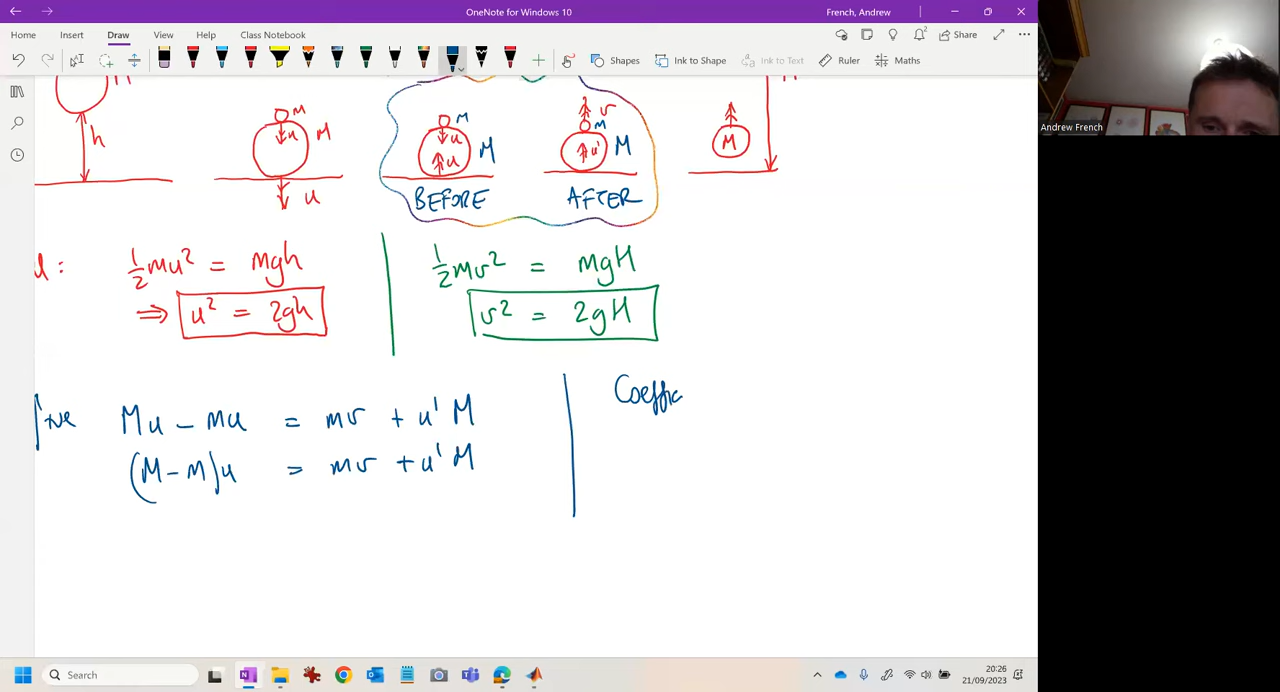 OneNote for Windows 10
French, Andrew
Home Insert Draw View Help Class Notebook
Share
Shapes Ink to Shape Ink to Text Ruler Maths
Andrew French
h
m
u
M
u
m
u
u
M
BEFORE
v
m
u'
M
AFTER
M
½mu² = mgh
⇒ u² = 2gh
½mv² = mgH
v² = 2gH
+ve Mu - mu = mv + u'M
(M - m)u = mv + u'M
Coeffic
Search
20:26
21/09/2023